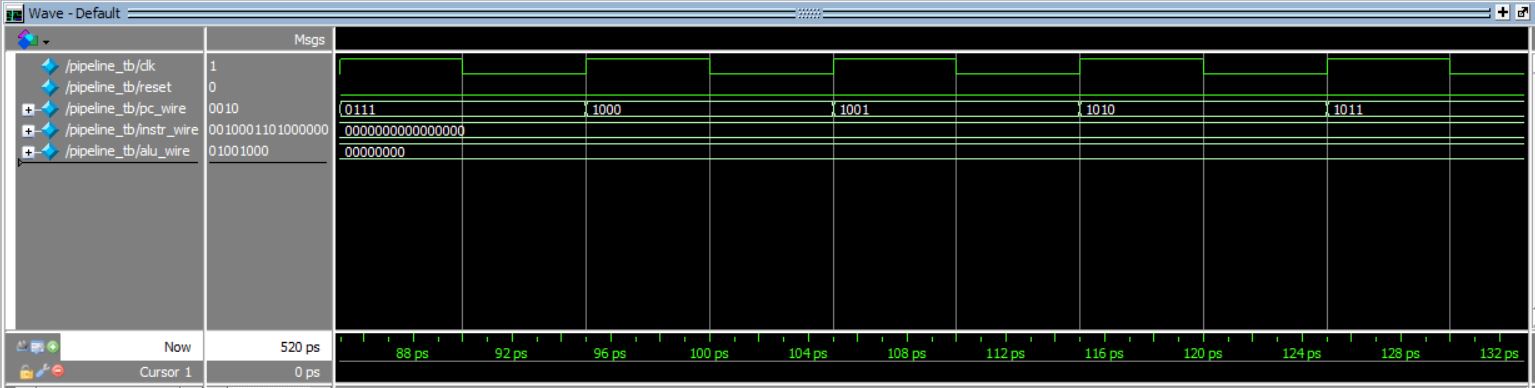 Wave - Default
Msgs
/pipeline_tb/clk 1
/pipeline_tb/reset 0
/pipeline_tb/pc_wire 0010 0111 1000 1001 1010 1011
/pipeline_tb/instr_wire 0010001101000000 0000000000000000
/pipeline_tb/alu_wire 01001000 00000000
Now 520 ps 88 ps 92 ps 96 ps 100 ps 104 ps 108 ps 112 ps 116 ps 120 ps 124 ps 128 ps 132 ps
Cursor 1 0 ps